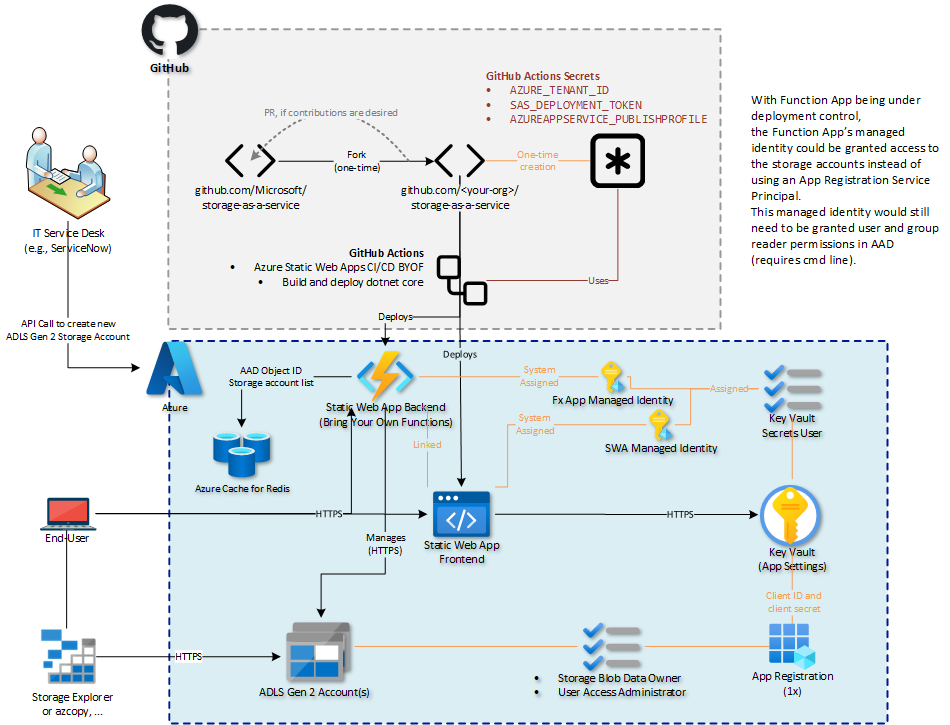 GitHub
GitHub Actions Secrets
• AZURE_TENANT_ID
• SAS_DEPLOYMENT_TOKEN
• AZUREAPPSERVICE_PUBLISHPROFILE
With Function App being under
deployment control,
the Function App’s managed
identity could be granted access to
the storage accounts instead of
using an App Registration Service
Principal.
This managed identity would still
need to be granted user and group
reader permissions in AAD
(requires cmd line).
PR, if contributions are desired
Fork
(one-time)
One-time
creation
github.com/Microsoft/
storage-as-a-service
github.com/<your-org>/
storage-as-a-service
IT Service Desk
(e.g., ServiceNow)
GitHub Actions
• Azure Static Web Apps CI/CD BYOF
• Build and deploy dotnet core
Uses
Deploys
API Call to create new
ADLS Gen 2 Storage Account
Deploys
Azure
AAD Object ID
Storage account list
Static Web App Backend
(Bring Your Own Functions)
System
Assigned
Fx App Managed Identity
Assigned
System
Assigned
SWA Managed Identity
Key Vault
Secrets User
Linked
Azure Cache for Redis
HTTPS
End-User
Static Web App
Frontend
HTTPS
Key Vault
(App Settings)
Manages
(HTTPS)
Client ID and
client secret
HTTPS
Storage Explorer
or azcopy, ...
ADLS Gen 2 Account(s)
• Storage Blob Data Owner
• User Access Administrator
App Registration
(1x)